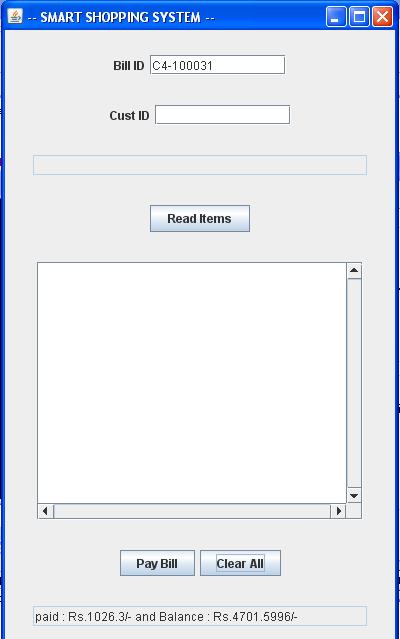 -- SMART SHOPPING SYSTEM --
Bill ID C4-100031
Cust ID
Read Items
Pay Bill Clear All
paid : Rs.1026.3/- and Balance : Rs.4701.5996/-